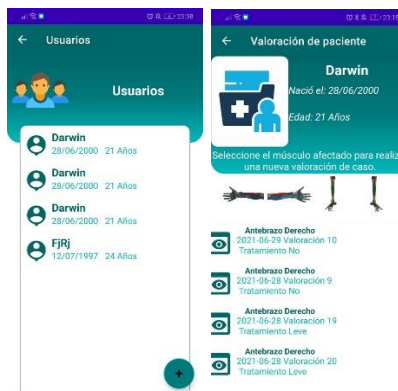 23:38
Usuarios
Usuarios
Darwin
28/06/2000 21 Años
Darwin
28/06/2000 21 Años
Darwin
28/06/2000 21 Años
FjRj
12/07/1997 24 Años
+
23:15
Valoración de paciente
Darwin
Nació el: 28/06/2000
Edad: 21 Años
Seleccione el músculo afectado para realiz
una nueva valoración de caso.
Antebrazo Derecho
2021-06-29 Valoración 10
Tratamiento No
Antebrazo Derecho
2021-06-28 Valoración 9
Tratamiento No
Antebrazo Derecho
2021-06-28 Valoración 19
Tratamiento Leve
Antebrazo Derecho
2021-06-28 Valoración 20
Tratamiento Leve